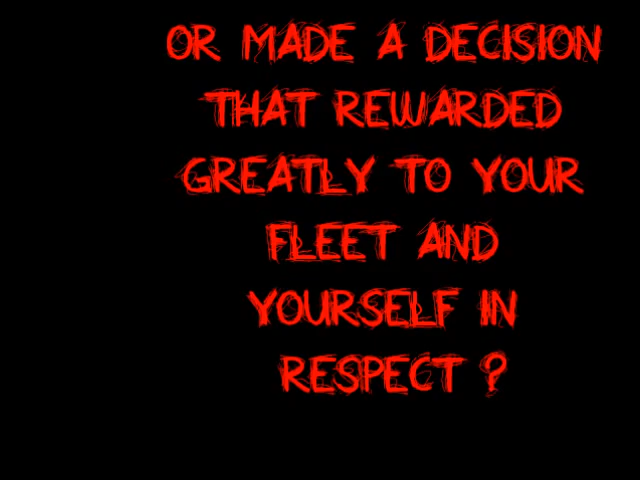 OR MADE A DECISION
THAT REWARDED
GREATLY TO YOUR
FLEET AND
YOURSELF IN
RESPECT ?